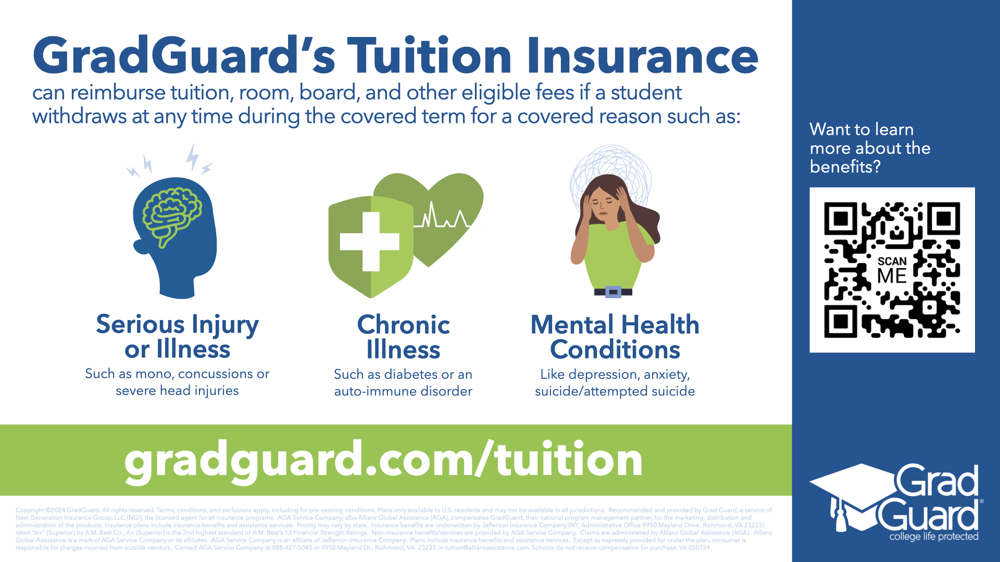 GradGuard's Tuition Insurance
can reimburse tuition, room, board, and other eligible fees if a student
withdraws at any time during the covered term for a covered reason such as:
Serious Injury
or Illness
Such as mono, concussions or
severe head injuries
Chronic
Illness
Such as diabetes or an
auto-immune disorder
Mental Health
Conditions
Like depression, anxiety,
suicide/attempted suicide
gradguard.com/tuition
Copyright ©2024 GradGuard. All rights reserved. Terms, conditions, and exclusions apply, including for pre-existing conditions. Plans only available to U.S. residents and may not be available in all jurisdictions. Recommended and provided by Grad Guard, a service of
Next Generation Insurance Group, LLC (NGI), the licensed agent for all insurance programs. AGA Service Company, dba Allianz Global Assistance (AGA), compensates GradGuard, their national program management partner, for the marketing, distribution and
administration of the products. Insurance plans include insurance benefits and assistance services. Pricing may vary by state. Insurance benefits are underwritten by Jefferson Insurance Company (NY, Administrative Office 9950 Mayland Drive, Richmond, VA 23233)
rated "A+" (Superior) by A.M. Best Co., A+ (Superior) is the 2nd highest standard of A.M. Best's 13 Financial Strength Ratings. Non-insurance benefits/services are provided by AGA Service Company. Claims are administered by Allianz Global Assistance (AGA). Allianz
Global Assistance is a mark of AGA Service Company or its affiliates. AGA Service Company is an affiliate of Jefferson Insurance Company. Plans include insurance benefits and assistance services. Except as expressly provided for under the plan, consumer is
responsible for charges incurred from outside vendors. Contact AGA Service Company at 888-427-5045 or 9950 Mayland Dr., Richmond, VA 23233 or tuition@allianzassistance.com. Schools do not receive compensation for purchase. V6 050724
Want to learn
more about the
benefits?
SCAN
ME
Grad
Guard®
college life protected